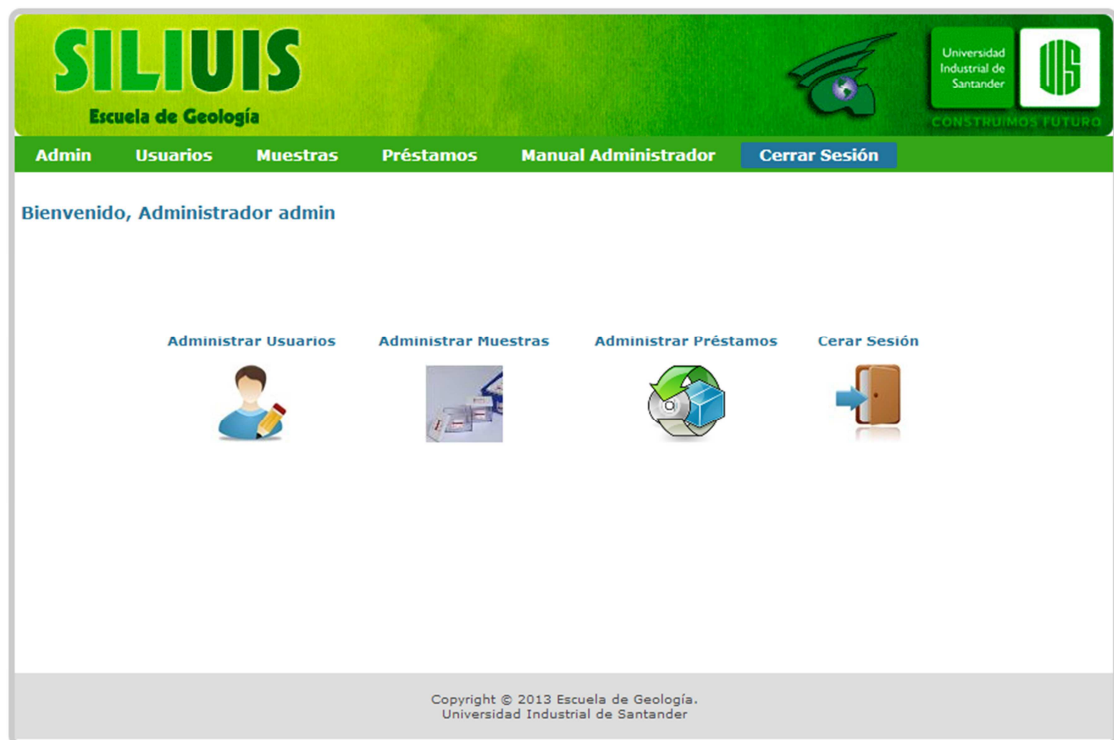 SILIUIS
Escuela de Geología
Universidad
Industrial de
Santander
UIS
CONSTRUIMOS FUTURO
Admin Usuarios Muestras Préstamos Manual Administrador Cerrar Sesión
Bienvenido, Administrador admin
Administrar Usuarios Administrar Muestras Administrar Préstamos Cerar Sesión
Copyright © 2013 Escuela de Geología.
Universidad Industrial de Santander